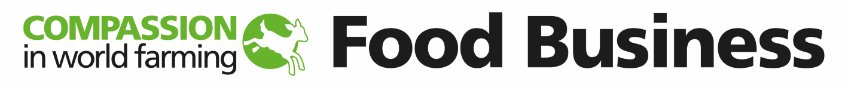 COMPASSION
in world farming
Food Business